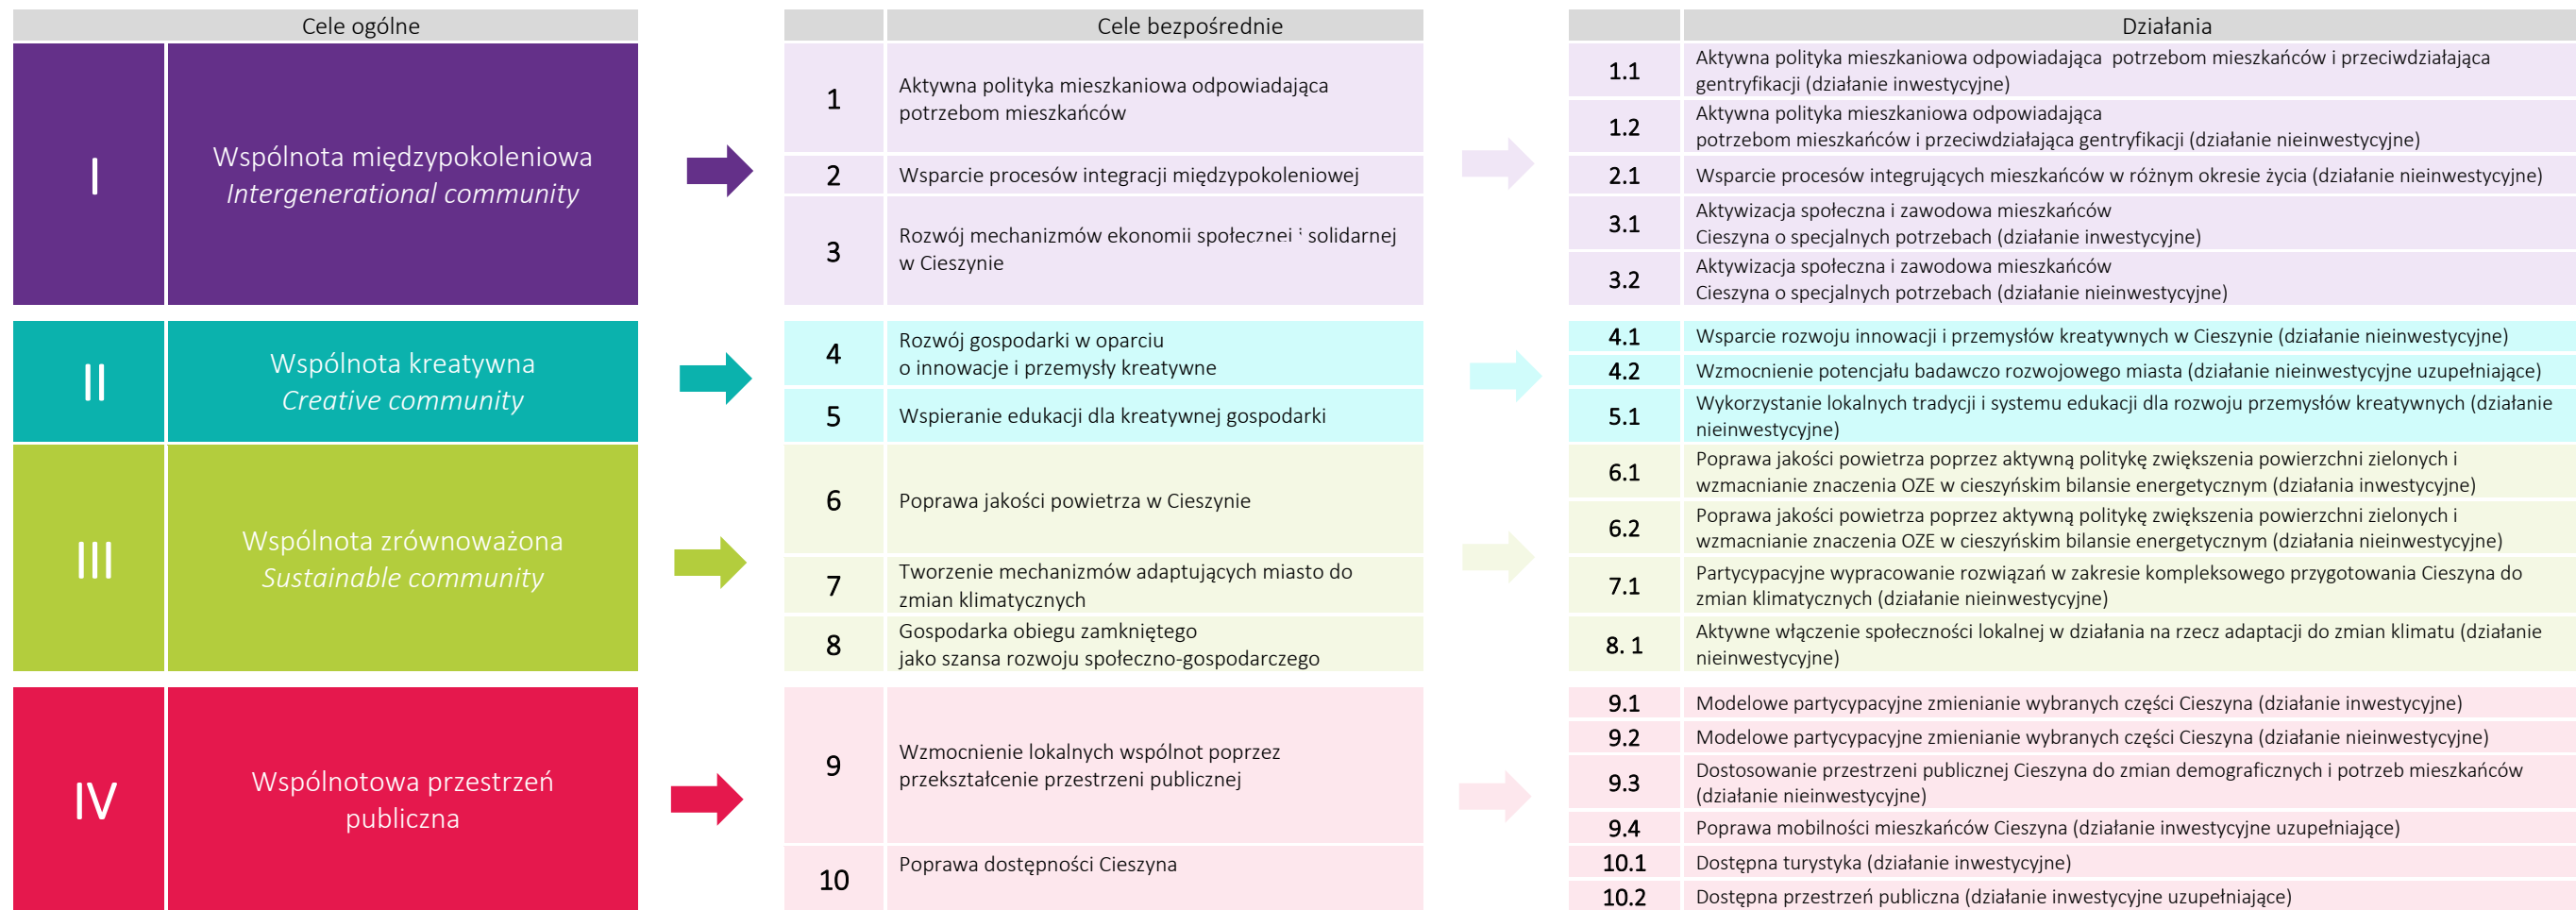 Cele ogólne
I
Wspólnota międzypokoleniowa
Intergenerational community
II
Wspólnota kreatywna
Creative community
III
Wspólnota zrównoważona
Sustainable community
IV
Wspólnotowa przestrzeń
publiczna
Cele bezpośrednie
1
Aktywna polityka mieszkaniowa odpowiadająca
potrzebom mieszkańców
2
Wsparcie procesów integracji międzypokoleniowej
3
Rozwój mechanizmów ekonomii społecznej i solidarnej
w Cieszynie
4
Rozwój gospodarki w oparciu
o innowacje i przemysły kreatywne
5
Wspieranie edukacji dla kreatywnej gospodarki
6
Poprawa jakości powietrza w Cieszynie
7
Tworzenie mechanizmów adaptujących miasto do
zmian klimatycznych
8
Gospodarka obiegu zamkniętego
jako szansa rozwoju społeczno-gospodarczego
9
Wzmocnienie lokalnych wspólnot poprzez
przekształcenie przestrzeni publicznej
10
Poprawa dostępności Cieszyna
Działania
1.1
Aktywna polityka mieszkaniowa odpowiadająca  potrzebom mieszkańców i przeciwdziałająca
gentryfikacji (działanie inwestycyjne)
1.2
Aktywna polityka mieszkaniowa odpowiadająca
potrzebom mieszkańców i przeciwdziałająca gentryfikacji (działanie nieinwestycyjne)
2.1
Wsparcie procesów integrujących mieszkańców w różnym okresie życia (działanie nieinwestycyjne)
3.1
Aktywizacja społeczna i zawodowa mieszkańców
Cieszyna o specjalnych potrzebach (działanie inwestycyjne)
3.2
Aktywizacja społeczna i zawodowa mieszkańców
Cieszyna o specjalnych potrzebach (działanie nieinwestycyjne)
4.1
Wsparcie rozwoju innowacji i przemysłów kreatywnych w Cieszynie (działanie nieinwestycyjne)
4.2
Wzmocnienie potencjału badawczo rozwojowego miasta (działanie nieinwestycyjne uzupełniające)
5.1
Wykorzystanie lokalnych tradycji i systemu edukacji dla rozwoju przemysłów kreatywnych (działanie
nieinwestycyjne)
6.1
Poprawa jakości powietrza poprzez aktywną politykę zwiększenia powierzchni zielonych i
wzmacnianie znaczenia OZE w cieszyńskim bilansie energetycznym (działania inwestycyjne)
6.2
Poprawa jakości powietrza poprzez aktywną politykę zwiększenia powierzchni zielonych i
wzmacnianie znaczenia OZE w cieszyńskim bilansie energetycznym (działania nieinwestycyjne)
7.1
Partycypacyjne wypracowanie rozwiązań w zakresie kompleksowego przygotowania Cieszyna do
zmian klimatycznych (działanie nieinwestycyjne)
8. 1
Aktywne włączenie społeczności lokalnej w działania na rzecz adaptacji do zmian klimatu (działanie
nieinwestycyjne)
9.1
Modelowe partycypacyjne zmienianie wybranych części Cieszyna (działanie inwestycyjne)
9.2
Modelowe partycypacyjne zmienianie wybranych części Cieszyna (działanie nieinwestycyjne)
9.3
Dostosowanie przestrzeni publicznej Cieszyna do zmian demograficznych i potrzeb mieszkańców
(działanie nieinwestycyjne)
9.4
Poprawa mobilności mieszkańców Cieszyna (działanie inwestycyjne uzupełniające)
10.1
Dostępna turystyka (działanie inwestycyjne)
10.2
Dostępna przestrzeń publiczna (działanie inwestycyjne uzupełniające)